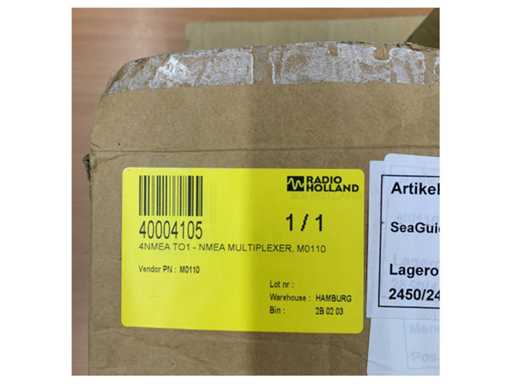 RADIO
HOLLAND
40004105
1 / 1
4NMEA TO1 - NMEA MULTIPLEXER, M0110
Vendor PN : M0110
Lot nr :
Warehouse : HAMBURG
Bin : 2B 02 03
Artikel
SeaGuid
Lagero
2450/24